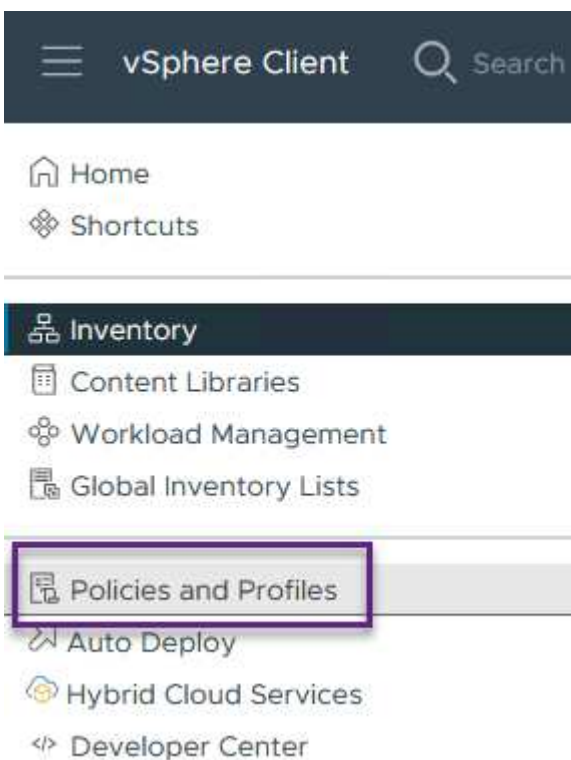 vSphere Client Search
Home
Shortcuts
Inventory
Content Libraries
Workload Management
Global Inventory Lists
Policies and Profiles
Auto Deploy
Hybrid Cloud Services
Developer Center